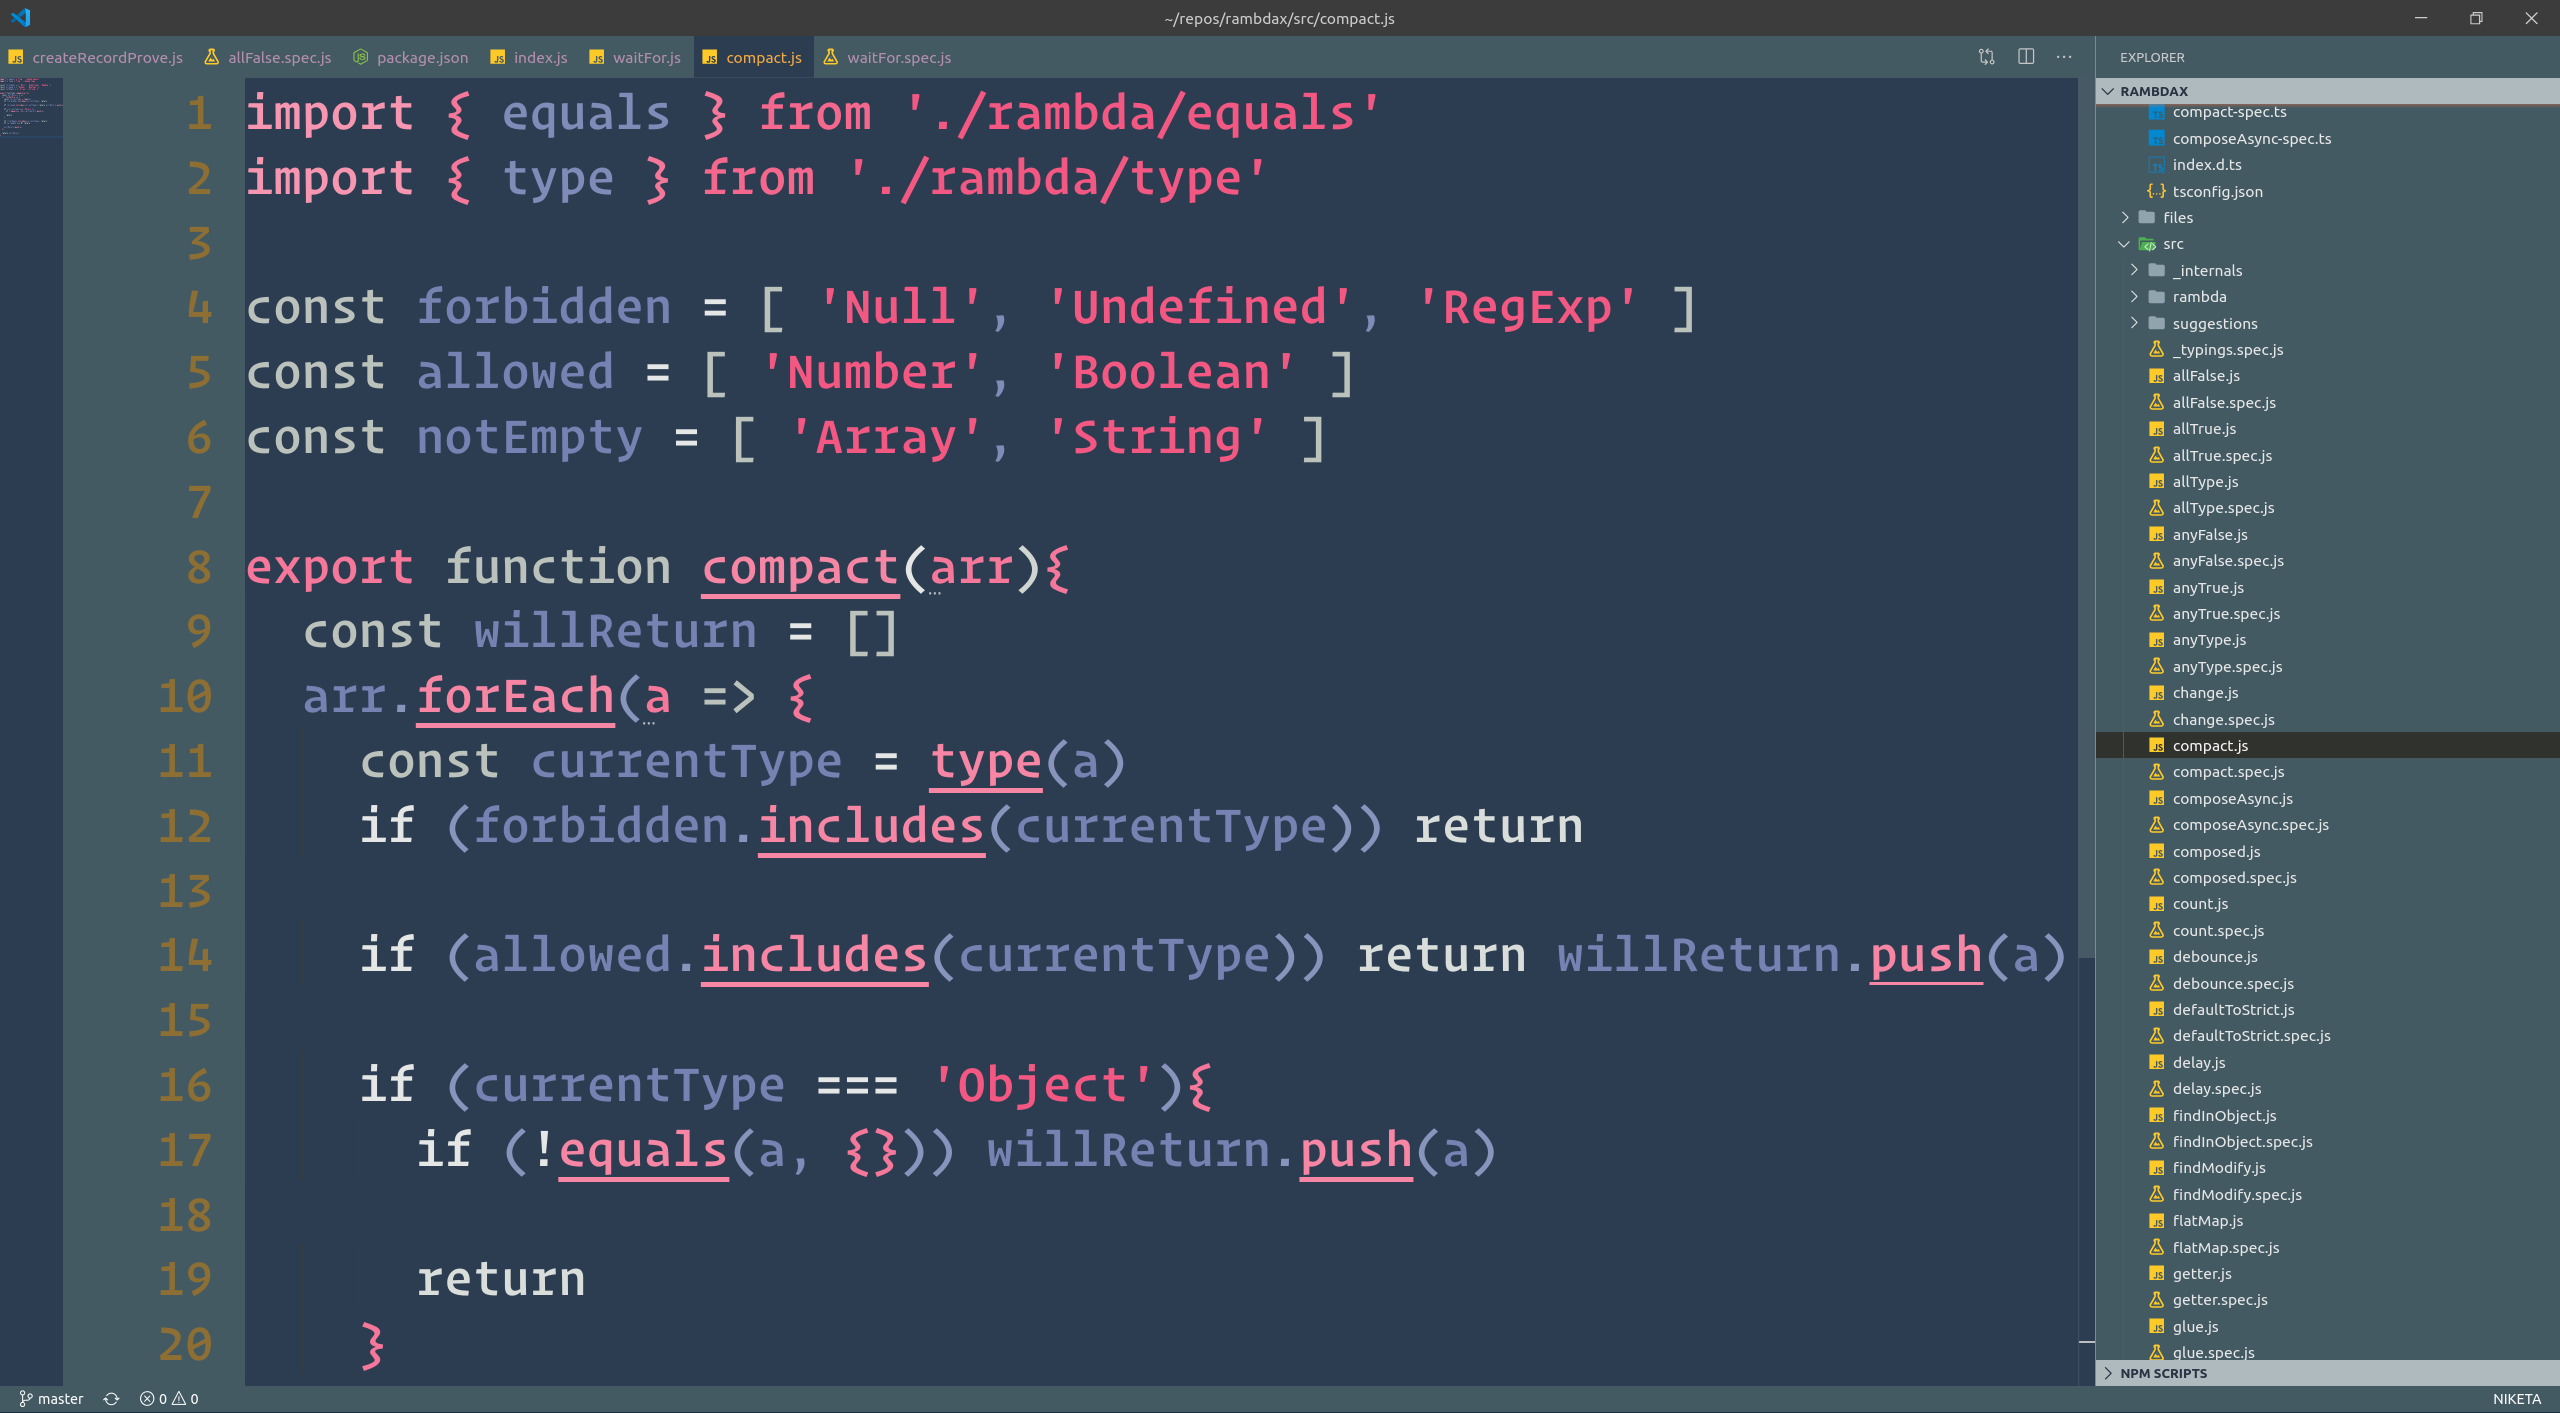 ~/repos/rambdax/src/compact.js
createRecordProve.js allFalse.spec.js package.json index.js waitFor.js compact.js waitFor.spec.js
1 import { equals } from './rambda/equals'
2 import { type } from './rambda/type'
3
4 const forbidden = [ 'Null', 'Undefined', 'RegExp' ]
5 const allowed = [ 'Number', 'Boolean' ]
6 const notEmpty = [ 'Array', 'String' ]
7
8 export function compact(arr){
9 const willReturn = []
10 arr.forEach(a => {
11 const currentType = type(a)
12 if (forbidden.includes(currentType)) return
13
14 if (allowed.includes(currentType)) return willReturn.push(a)
15
16 if (currentType === 'Object'){
17 if (!equals(a, {})) willReturn.push(a)
18
19 return
20 }
EXPLORER
RAMBDAX
compact-spec.ts
composeAsync-spec.ts
index.d.ts
tsconfig.json
files
src
_internals
rambda
suggestions
_typings.spec.js
allFalse.js
allFalse.spec.js
allTrue.js
allTrue.spec.js
allType.js
allType.spec.js
anyFalse.js
anyFalse.spec.js
anyTrue.js
anyTrue.spec.js
anyType.js
anyType.spec.js
change.js
change.spec.js
compact.js
compact.spec.js
composeAsync.js
composeAsync.spec.js
composed.js
composed.spec.js
count.js
count.spec.js
debounce.js
debounce.spec.js
defaultToStrict.js
defaultToStrict.spec.js
delay.js
delay.spec.js
findInObject.js
findInObject.spec.js
findModify.js
findModify.spec.js
flatMap.js
flatMap.spec.js
getter.js
getter.spec.js
glue.js
glue.spec.js
NPM SCRIPTS
master 0 0 NIKETA